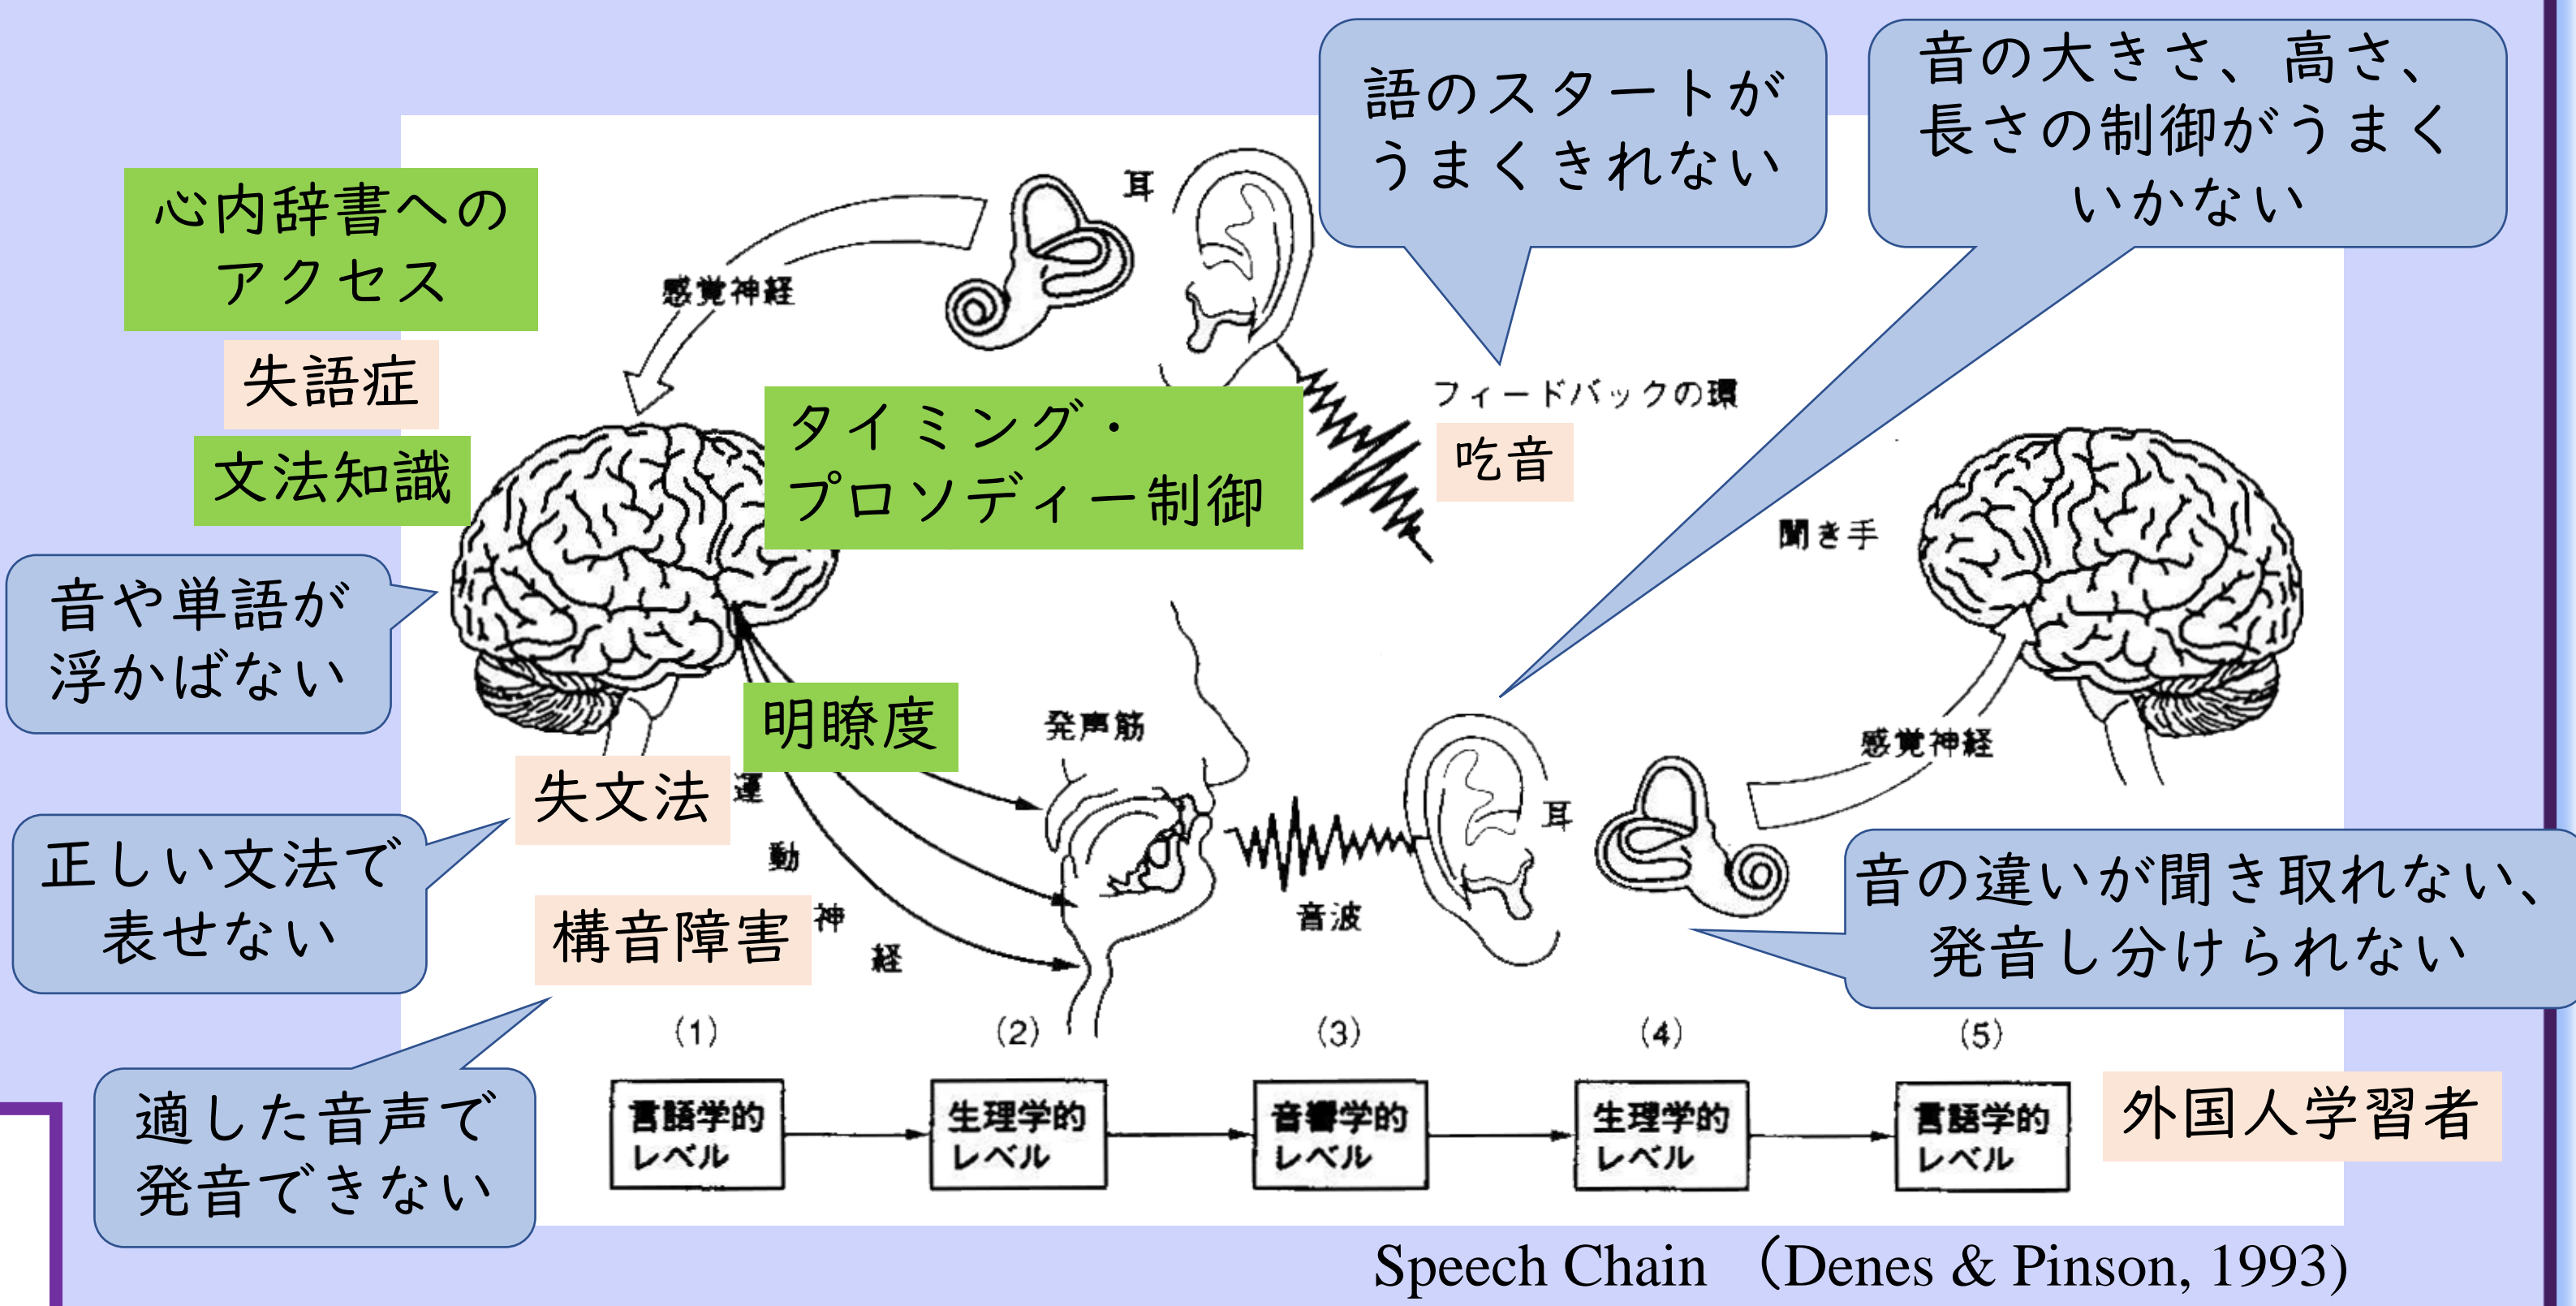 語のスタートが
うまくきれない
音の大きさ、高さ、
長さの制御がうまく
いかない
心内辞書への
アクセス
耳
感覚神経
失語症
文法知識
タイミング・
プロソディー制御
フィードバックの環
吃音
聞き手
音や単語が
浮かばない
明瞭度
発声筋
感覚神経
失文法
運
動
神
経
正しい文法で
表せない
構音障害
耳
音波
音の違いが聞き取れない、
発音し分けられない
(1)
(2)
(3)
(4)
(5)
適した音声で
発音できない
言語学的
レベル
生理学的
レベル
音響学的
レベル
生理学的
レベル
言語学的
レベル
外国人学習者
Speech Chain （Denes & Pinson, 1993)